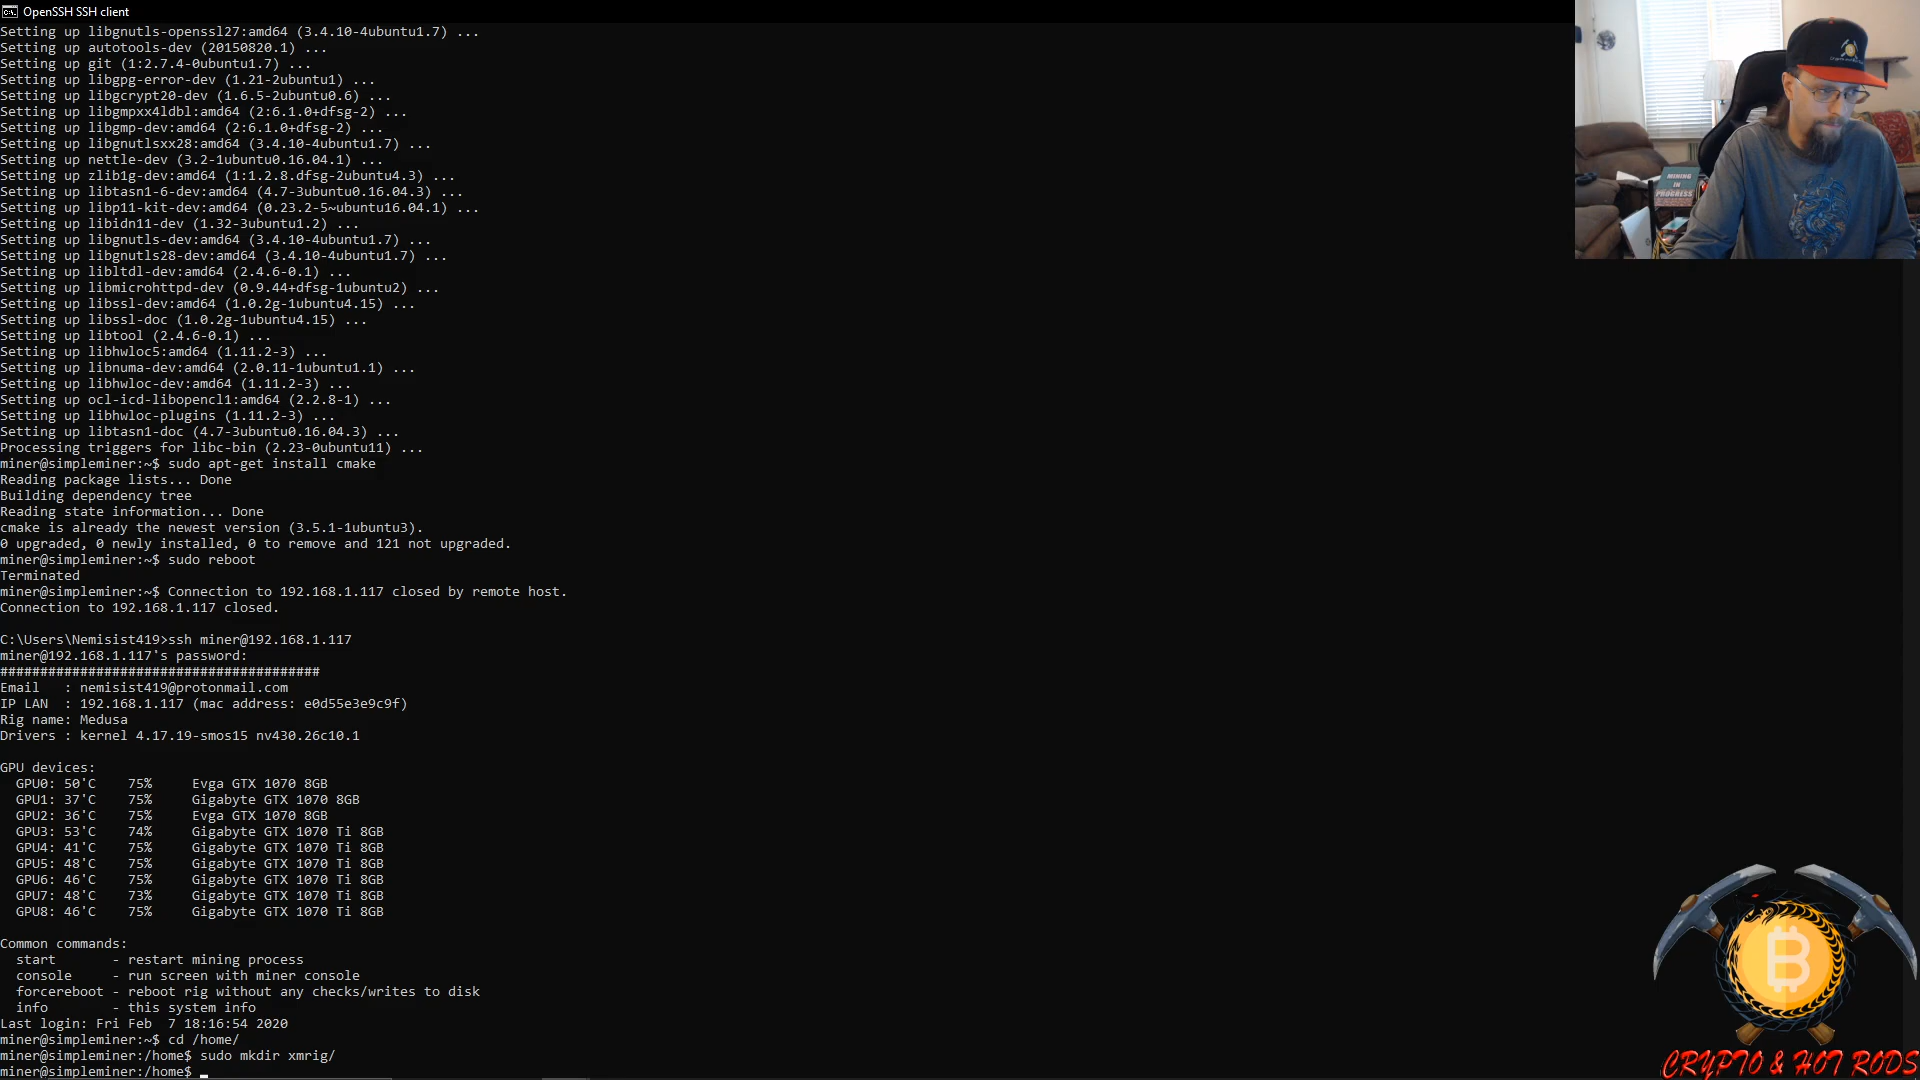 OpenSSH SSH client
Setting up libgnutls-openssl27:amd64 (3.4.10-4ubuntu1.7) ...
Setting up autotools-dev (20150820.1) ...
Setting up git (1:2.7.4-0ubuntu1.7) ...
Setting up libgpg-error-dev (1.21-2ubuntu1) ...
Setting up libgcrypt20-dev (1.6.5-2ubuntu0.6) ...
Setting up libgmpxx4ldbl:amd64 (2:6.1.0+dfsg-2) ...
Setting up libgmp-dev:amd64 (2:6.1.0+dfsg-2) ...
Setting up libgnutlsxx28:amd64 (3.4.10-4ubuntu1.7) ...
Setting up nettle-dev (3.2-1ubuntu0.16.04.1) ...
Setting up zlib1g-dev:amd64 (1:1.2.8.dfsg-2ubuntu4.3) ...
Setting up libtasn1-6-dev:amd64 (4.7-3ubuntu0.16.04.3) ...
Setting up libp11-kit-dev:amd64 (0.23.2-5~ubuntu16.04.1) ...
Setting up libidn11-dev (1.32-3ubuntu1.2) ...
Setting up libgnutls-dev:amd64 (3.4.10-4ubuntu1.7) ...
Setting up libgnutls28-dev:amd64 (3.4.10-4ubuntu1.7) ...
Setting up libltdl-dev:amd64 (2.4.6-0.1) ...
Setting up libmicrohttpd-dev (0.9.44+dfsg-1ubuntu2) ...
Setting up libssl-dev:amd64 (1.0.2g-1ubuntu4.15) ...
Setting up libssl-doc (1.0.2g-1ubuntu4.15) ...
Setting up libtool (2.4.6-0.1) ...
Setting up libhwloc5:amd64 (1.11.2-3) ...
Setting up libnuma-dev:amd64 (2.0.11-1ubuntu1.1) ...
Setting up libhwloc-dev:amd64 (1.11.2-3) ...
Setting up ocl-icd-libopencl1:amd64 (2.2.8-1) ...
Setting up libhwloc-plugins (1.11.2-3) ...
Setting up libtasn1-doc (4.7-3ubuntu0.16.04.3) ...
Processing triggers for libc-bin (2.23-0ubuntu11) ...
miner@simpleminer:~$ sudo apt-get install cmake
Reading package lists... Done
Building dependency tree
Reading state information... Done
cmake is already the newest version (3.5.1-1ubuntu3).
0 upgraded, 0 newly installed, 0 to remove and 121 not upgraded.
miner@simpleminer:~$ sudo reboot
Terminated
miner@simpleminer:~$ Connection to 192.168.1.117 closed by remote host.
Connection to 192.168.1.117 closed.
C:\Users\Nemisist419>ssh miner@192.168.1.117
miner@192.168.1.117's password:
########################################
Email   : nemisist419@protonmail.com
IP LAN  : 192.168.1.117 (mac address: e0d55e3e9c9f)
Rig name: Medusa
Drivers : kernel 4.17.19-smos15 nv430.26c10.1
GPU devices:
GPU0: 50'C    75%     Evga GTX 1070 8GB
GPU1: 37'C    75%     Gigabyte GTX 1070 8GB
GPU2: 36'C    75%     Evga GTX 1070 8GB
GPU3: 53'C    74%     Gigabyte GTX 1070 Ti 8GB
GPU4: 41'C    75%     Gigabyte GTX 1070 Ti 8GB
GPU5: 48'C    75%     Gigabyte GTX 1070 Ti 8GB
GPU6: 46'C    75%     Gigabyte GTX 1070 Ti 8GB
GPU7: 48'C    73%     Gigabyte GTX 1070 Ti 8GB
GPU8: 46'C    75%     Gigabyte GTX 1070 Ti 8GB
Common commands:
start       - restart mining process
console     - run screen with miner console
forcereboot - reboot rig without any checks/writes to disk
info        - this system info
Last login: Fri Feb  7 18:16:54 2020
miner@simpleminer:~$ cd /home/
miner@simpleminer:/home$ sudo mkdir xmrig/
miner@simpleminer:/home$
MINING
IN
PROGRESS
CRYPTO & HOT RODS